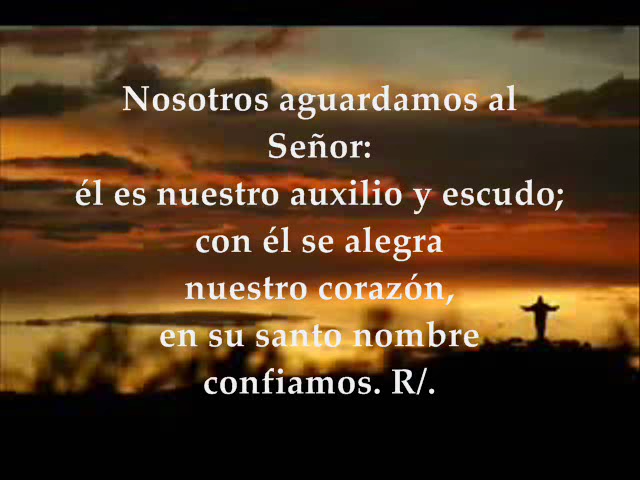 Nosotros aguardamos al
Señor:
él es nuestro auxilio y escudo;
con él se alegra
nuestro corazón,
en su santo nombre
confiamos. R/.